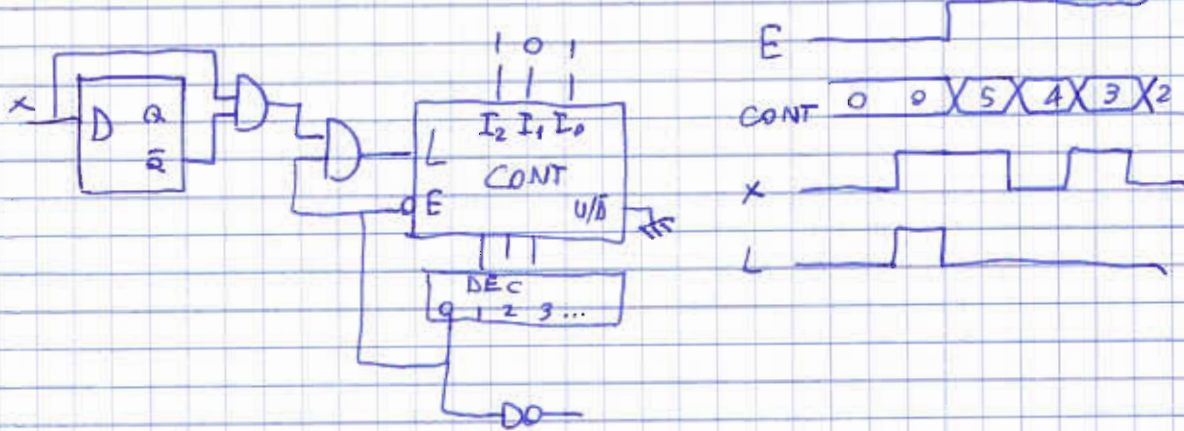 1 0 1
E
x
D Q
Q̅
I₂ I₁ I₀
L
CONT
E
U/D̅
DEC
0 1 2 3...
CONT 0 0 5 4 3 2
x
L